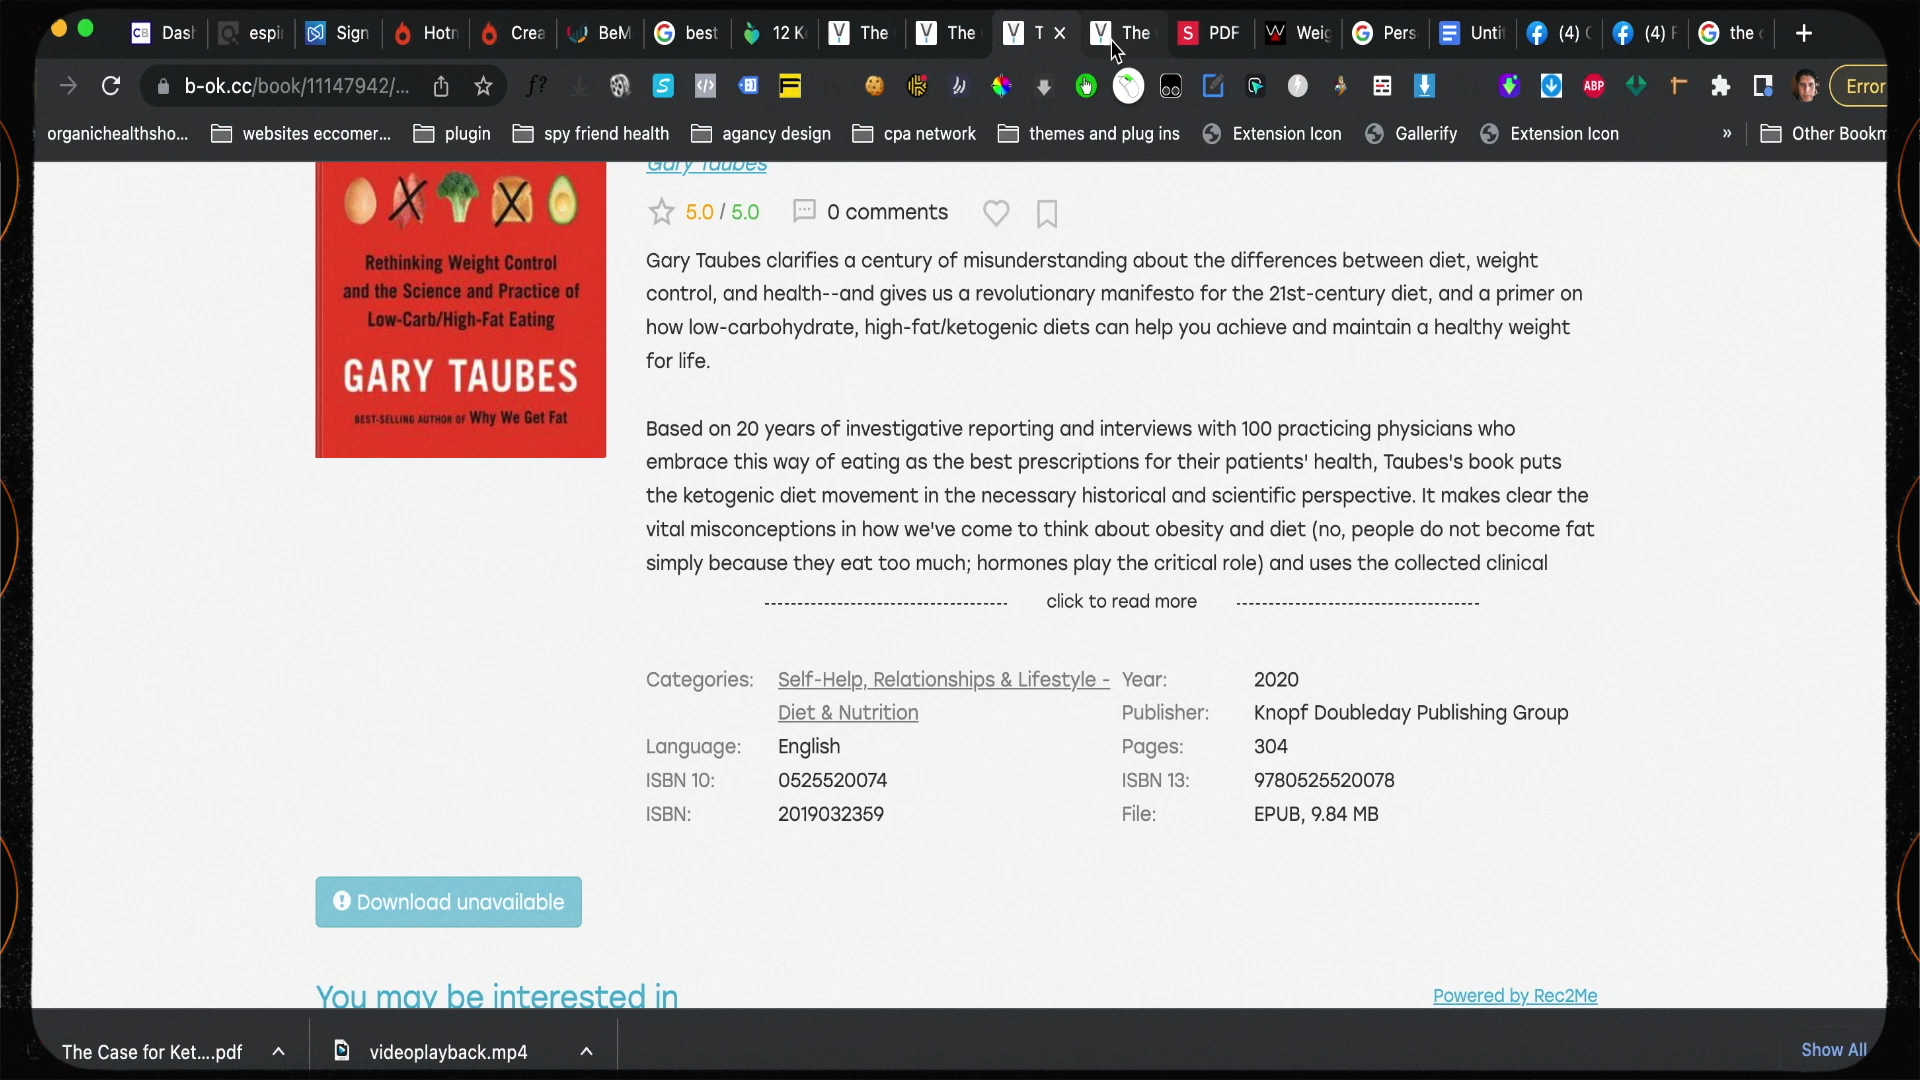 CB Dash espi Sign Hotn Crea BeM best 12 K The The T The S PDF Weig Pers Unti (4) (4) F the
b-ok.cc/book/11147942/... f? S </> ABP Error
organichealthsho... websites eccomer... plugin spy friend health agancy design cpa network themes and plug ins Extension Icon Gallerify Extension Icon » Other Bookm
Gary Taubes
5.0 / 5.0 0 comments
Rethinking Weight Control
and the Science and Practice of
Low-Carb/High-Fat Eating
GARY TAUBES
BEST-SELLING AUTHOR OF Why We Get Fat
Gary Taubes clarifies a century of misunderstanding about the differences between diet, weight
control, and health--and gives us a revolutionary manifesto for the 21st-century diet, and a primer on
how low-carbohydrate, high-fat/ketogenic diets can help you achieve and maintain a healthy weight
for life.
Based on 20 years of investigative reporting and interviews with 100 practicing physicians who
embrace this way of eating as the best prescriptions for their patients' health, Taubes's book puts
the ketogenic diet movement in the necessary historical and scientific perspective. It makes clear the
vital misconceptions in how we've come to think about obesity and diet (no, people do not become fat
simply because they eat too much; hormones play the critical role) and uses the collected clinical
click to read more
Categories: Self-Help, Relationships & Lifestyle - Year: 2020
Diet & Nutrition Publisher: Knopf Doubleday Publishing Group
Language: English Pages: 304
ISBN 10: 0525520074 ISBN 13: 9780525520078
ISBN: 2019032359 File: EPUB, 9.84 MB
Download unavailable
You may be interested in Powered by Rec2Me
The Case for Ket....pdf videoplayback.mp4 Show All